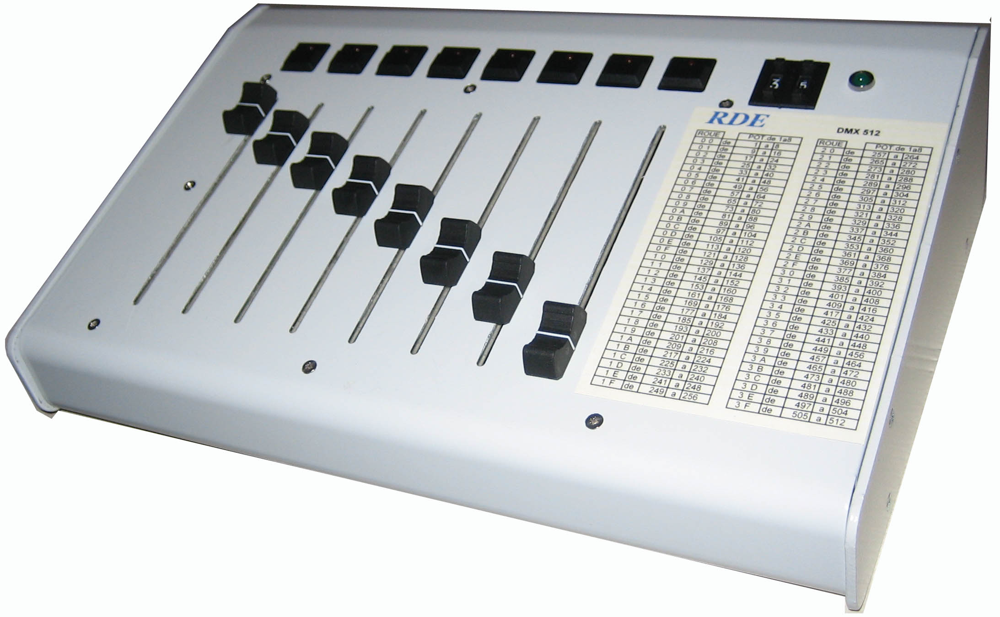 3 5
RDE
DMX 512
ROUE POT.de 1a8
0 0 de 1 a 8
0 1 de 9 a 16
0 2 de 17 a 24
0 3 de 25 a 32
0 4 de 33 a 40
0 5 de 41 a 48
0 6 de 49 a 56
0 7 de 57 a 64
0 8 de 65 a 72
0 9 de 73 a 80
0 A de 81 a 88
0 B de 89 a 96
0 C de 97 a 104
0 D de 105 a 112
0 E de 113 a 120
0 F de 121 a 128
1 0 de 129 a 136
1 1 de 137 a 144
1 2 de 145 a 152
1 3 de 153 a 160
1 4 de 161 a 168
1 5 de 169 a 176
1 6 de 177 a 184
1 7 de 185 a 192
1 8 de 193 a 200
1 9 de 201 a 208
1 A de 209 a 216
1 B de 217 a 224
1 C de 225 a 232
1 D de 233 a 240
1 E de 241 a 248
1 F de 249 a 256
ROUE POT.de 1a8
2 0 de 257 a 264
2 1 de 265 a 272
2 2 de 273 a 280
2 3 de 281 a 288
2 4 de 289 a 296
2 5 de 297 a 304
2 6 de 305 a 312
2 7 de 313 a 320
2 8 de 321 a 328
2 9 de 329 a 336
2 A de 337 a 344
2 B de 345 a 352
2 C de 353 a 360
2 D de 361 a 368
2 E de 369 a 376
2 F de 377 a 384
3 0 de 385 a 392
3 1 de 393 a 400
3 2 de 401 a 408
3 3 de 409 a 416
3 4 de 417 a 424
3 5 de 425 a 432
3 6 de 433 a 440
3 7 de 441 a 448
3 8 de 449 a 456
3 9 de 457 a 464
3 A de 465 a 472
3 B de 473 a 480
3 C de 481 a 488
3 D de 489 a 496
3 E de 497 a 504
3 F de 505 a 512